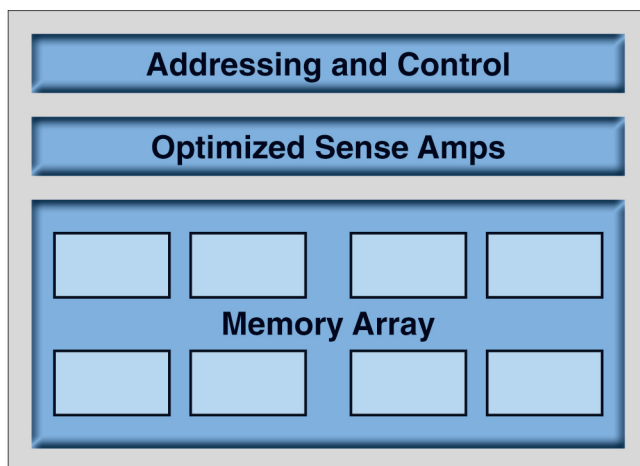 Addressing and Control
Optimized Sense Amps
Memory Array